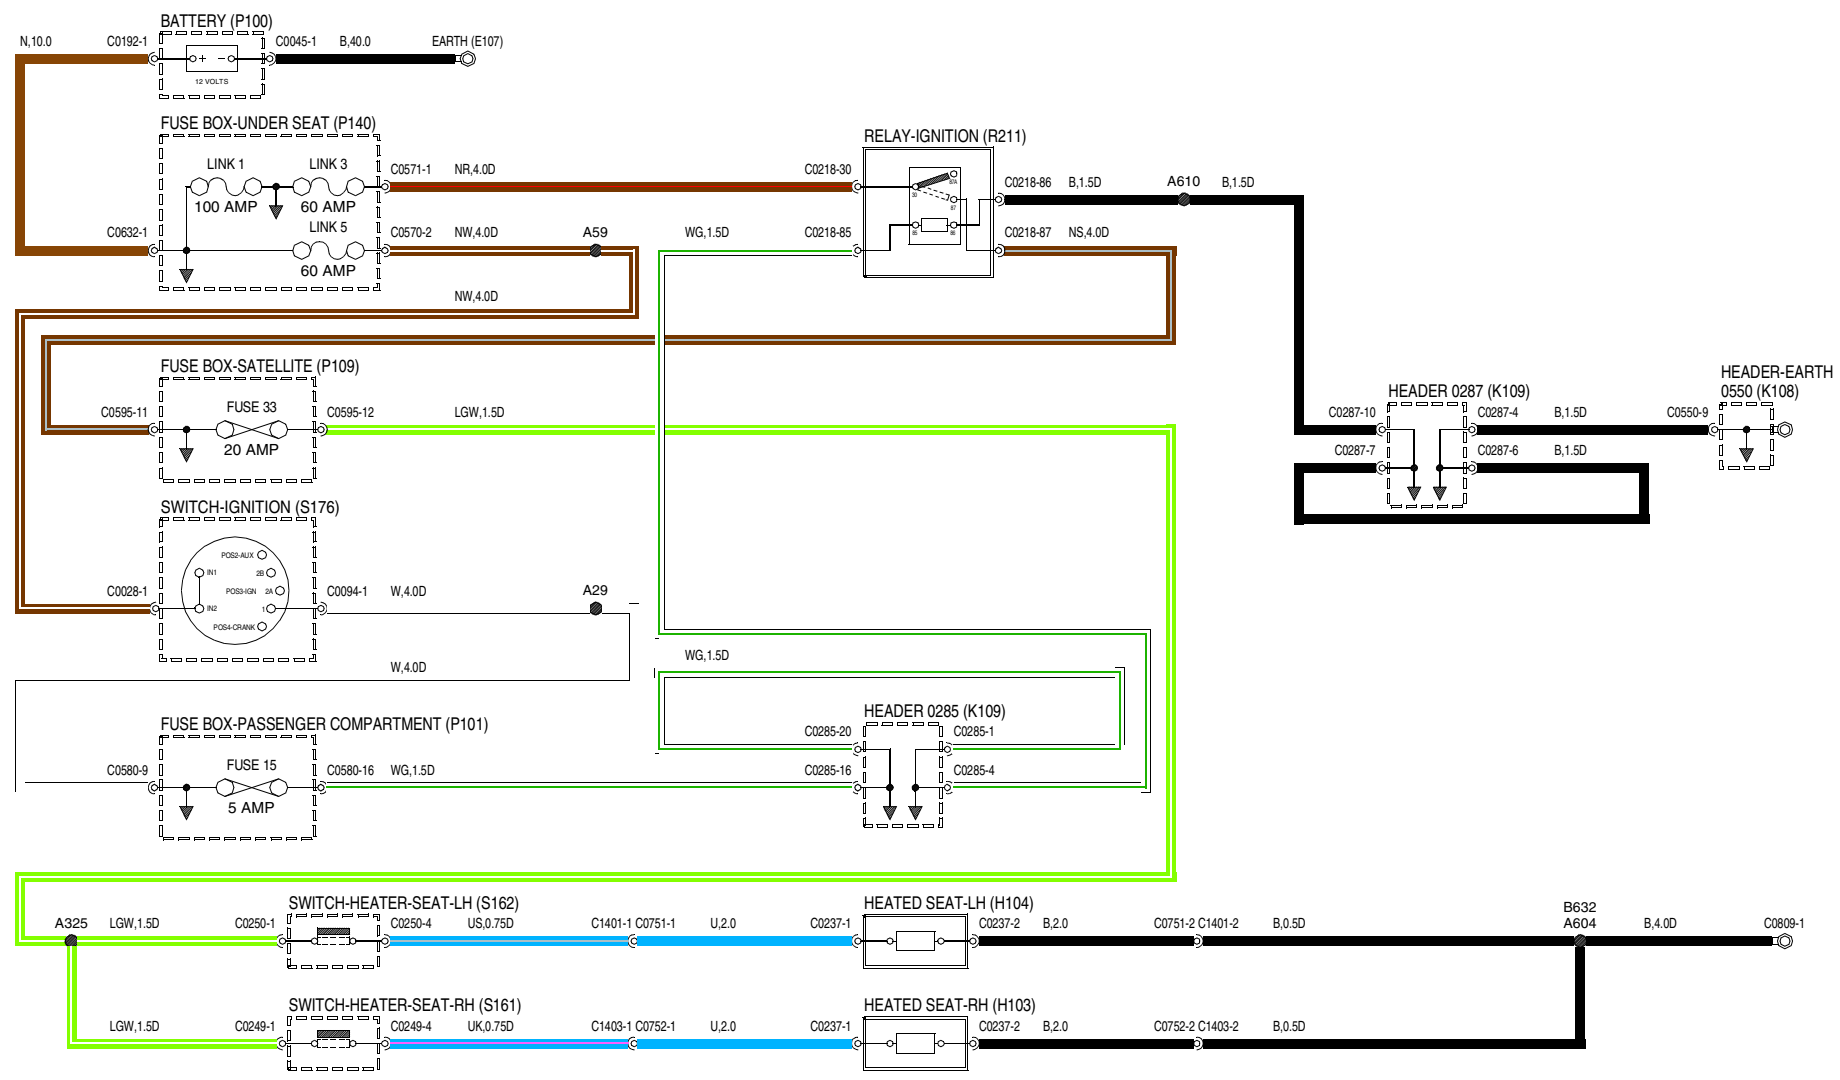 BATTERY (P100)
N,10.0 C0192-1 C0045-1 B,40.0 EARTH (E107)
+ −
12 VOLTS
FUSE BOX-UNDER SEAT (P140)
RELAY-IGNITION (R211)
LINK 1 LINK 3 C0571-1 NR,4.0D C0218-30
100 AMP 60 AMP
C0218-86 B,1.5D A610 B,1.5D
87A
30 87
85 86
LINK 5
C0632-1 C0570-2 NW,4.0D A59 WG,1.5D C0218-85 C0218-87 NS,4.0D
60 AMP
NW,4.0D
FUSE BOX-SATELLITE (P109)
HEADER-EARTH
0550 (K108)
HEADER 0287 (K109)
FUSE 33
C0595-11 C0595-12 LGW,1.5D C0287-10 C0287-4 B,1.5D C0550-9
20 AMP
C0287-7 C0287-6 B,1.5D
SWITCH-IGNITION (S176)
POS2-AUX
IN1 2B
POS3-IGN 2A
C0028-1 C0094-1 W,4.0D A29
IN2 1
POS4-CRANK
WG,1.5D
W,4.0D
FUSE BOX-PASSENGER COMPARTMENT (P101)
HEADER 0285 (K109)
C0285-20 C0285-1
FUSE 15
C0580-9 C0580-16 WG,1.5D C0285-16 C0285-4
5 AMP
SWITCH-HEATER-SEAT-LH (S162) HEATED SEAT-LH (H104)
B632
A325 LGW,1.5D C0250-1 C0250-4 US,0.75D C1401-1 C0751-1 U,2.0 C0237-1 C0237-2 B,2.0 C0751-2 C1401-2 B,0.5D A604 B,4.0D C0809-1
SWITCH-HEATER-SEAT-RH (S161) HEATED SEAT-RH (H103)
LGW,1.5D C0249-1 C0249-4 UK,0.75D C1403-1 C0752-1 U,2.0 C0237-1 C0237-2 B,2.0 C0752-2 C1403-2 B,0.5D